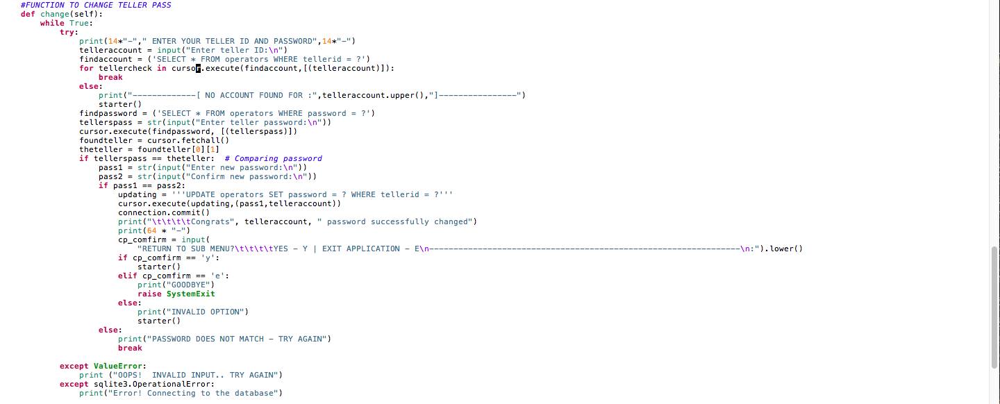 #FUNCTION TO CHANGE TELLER PASS
def change(self):
    while True:
        try:
            print(14*"-"," ENTER YOUR TELLER ID AND PASSWORD",14*"-")
            telleraccount = input("Enter teller ID:\n")
            findaccount = ('SELECT * FROM operators WHERE tellerid = ?')
            for tellercheck in cursor.execute(findaccount,[(telleraccount)]):
                break
            else:
                print("-------------[ NO ACCOUNT FOUND FOR :",telleraccount.upper(),"]----------------")
                starter()
            findpassword = ('SELECT * FROM operators WHERE password = ?')
            tellerspass = str(input("Enter teller password:\n"))
            cursor.execute(findpassword, [(tellerspass)])
            foundteller = cursor.fetchall()
            theteller = foundteller[0][1]
            if tellerspass == theteller:  # Comparing password
                pass1 = str(input("Enter new password:\n"))
                pass2 = str(input("Confirm new password:\n"))
                if pass1 == pass2:
                    updating = '''UPDATE operators SET password = ? WHERE tellerid = ?'''
                    cursor.execute(updating,(pass1,telleraccount))
                    connection.commit()
                    print("\t\t\t\tCongrats", telleraccount, " password successfully changed")
                    print(64 * "-")
                    cp_comfirm = input(
                        "RETURN TO SUB MENU?\t\t\t\tYES - Y | EXIT APPLICATION - E\n----------------------------------------------------------------\n:").lower()
                    if cp_comfirm == 'y':
                        starter()
                    elif cp_comfirm == 'e':
                        print("GOODBYE")
                        raise SystemExit
                    else:
                        print("INVALID OPTION")
                        starter()
                else:
                    print("PASSWORD DOES NOT MATCH - TRY AGAIN")
                    break
        except ValueError:
            print ("OOPS!  INVALID INPUT.. TRY AGAIN")
        except sqlite3.OperationalError:
            print("Error! Connecting to the database")